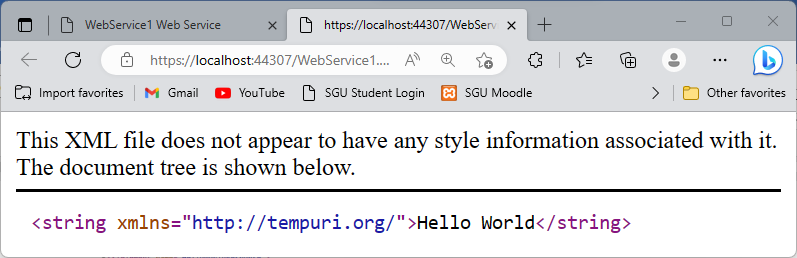 WebService1 Web Service
https://localhost:44307/WebServ
https://localhost:44307/WebService1....
Import favorites
Gmail
YouTube
SGU Student Login
SGU Moodle
Other favorites
This XML file does not appear to have any style information associated with it.
The document tree is shown below.
<string xmlns="http://tempuri.org/">Hello World</string>